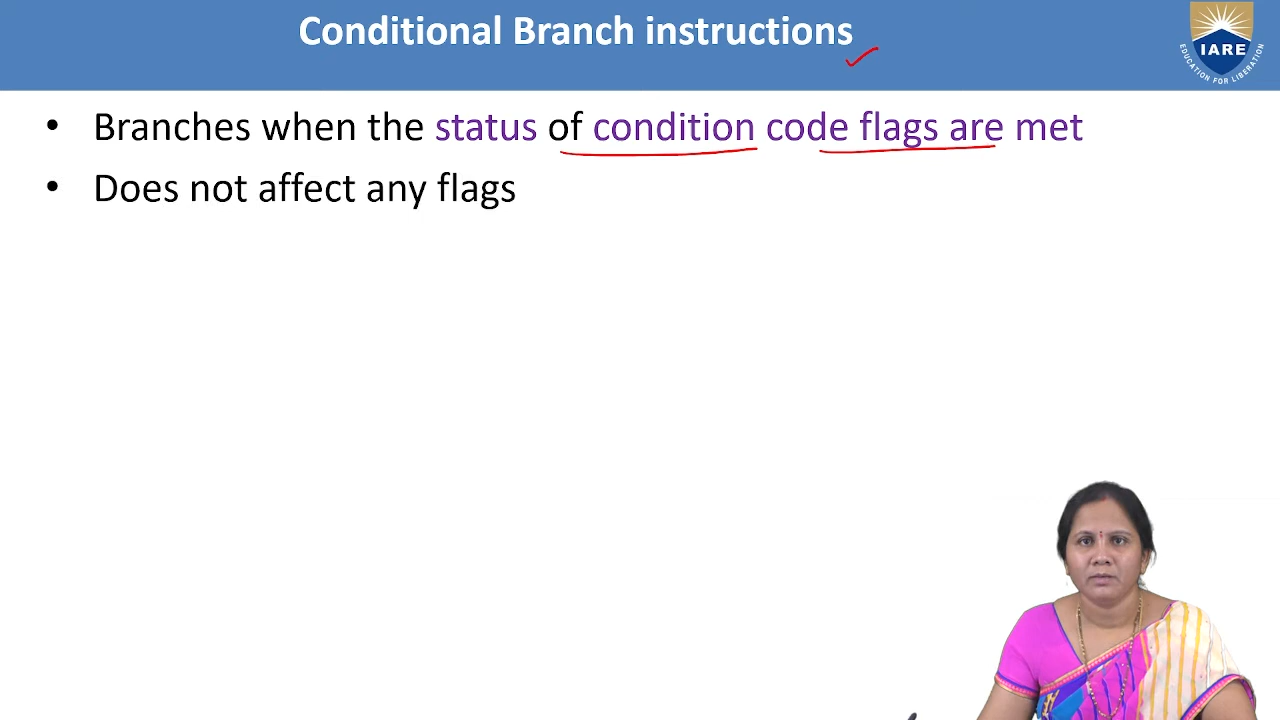 Conditional Branch instructions
IARE
EDUCATION FOR LIBERATION
• Branches when the status of condition code flags are met
• Does not affect any flags